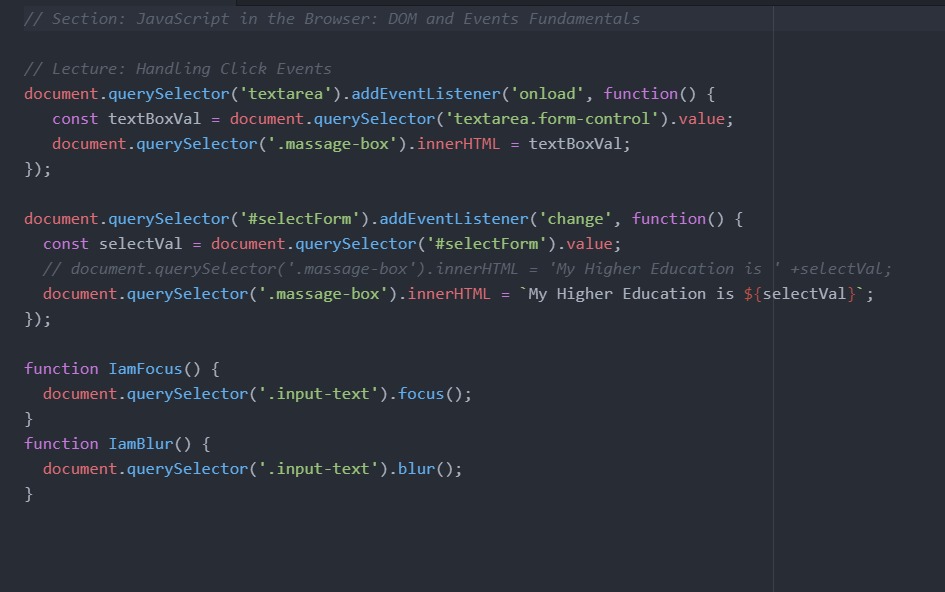 // Section: JavaScript in the Browser: DOM and Events Fundamentals
// Lecture: Handling Click Events
document.querySelector('textarea').addEventListener('onload', function() {
const textBoxVal = document.querySelector('textarea.form-control').value;
document.querySelector('.massage-box').innerHTML = textBoxVal;
});
document.querySelector('#selectForm').addEventListener('change', function() {
const selectVal = document.querySelector('#selectForm').value;
// document.querySelector('.massage-box').innerHTML = 'My Higher Education is ' +selectVal;
document.querySelector('.massage-box').innerHTML = `My Higher Education is ${selectVal}`;
});
function IamFocus() {
document.querySelector('.input-text').focus();
}
function IamBlur() {
document.querySelector('.input-text').blur();
}